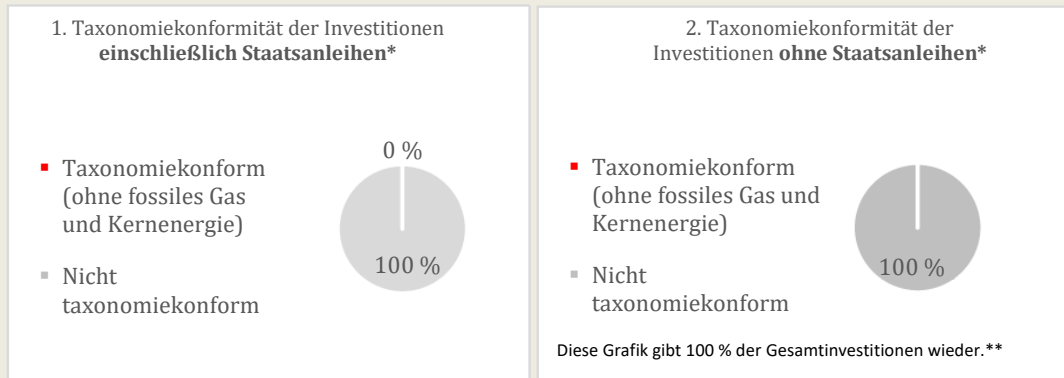 1. Taxonomiekonformität der Investitionen
einschließlich Staatsanleihen*
Taxonomiekonform
(ohne fossiles Gas
und Kernenergie)
Nicht
taxonomiekonform
0 %
100 %
2. Taxonomiekonformität der
Investitionen ohne Staatsanleihen*
Taxonomiekonform
(ohne fossiles Gas und
Kernenergie)
Nicht
taxonomiekonform
100 %
Diese Grafik gibt 100 % der Gesamtinvestitionen wieder.**